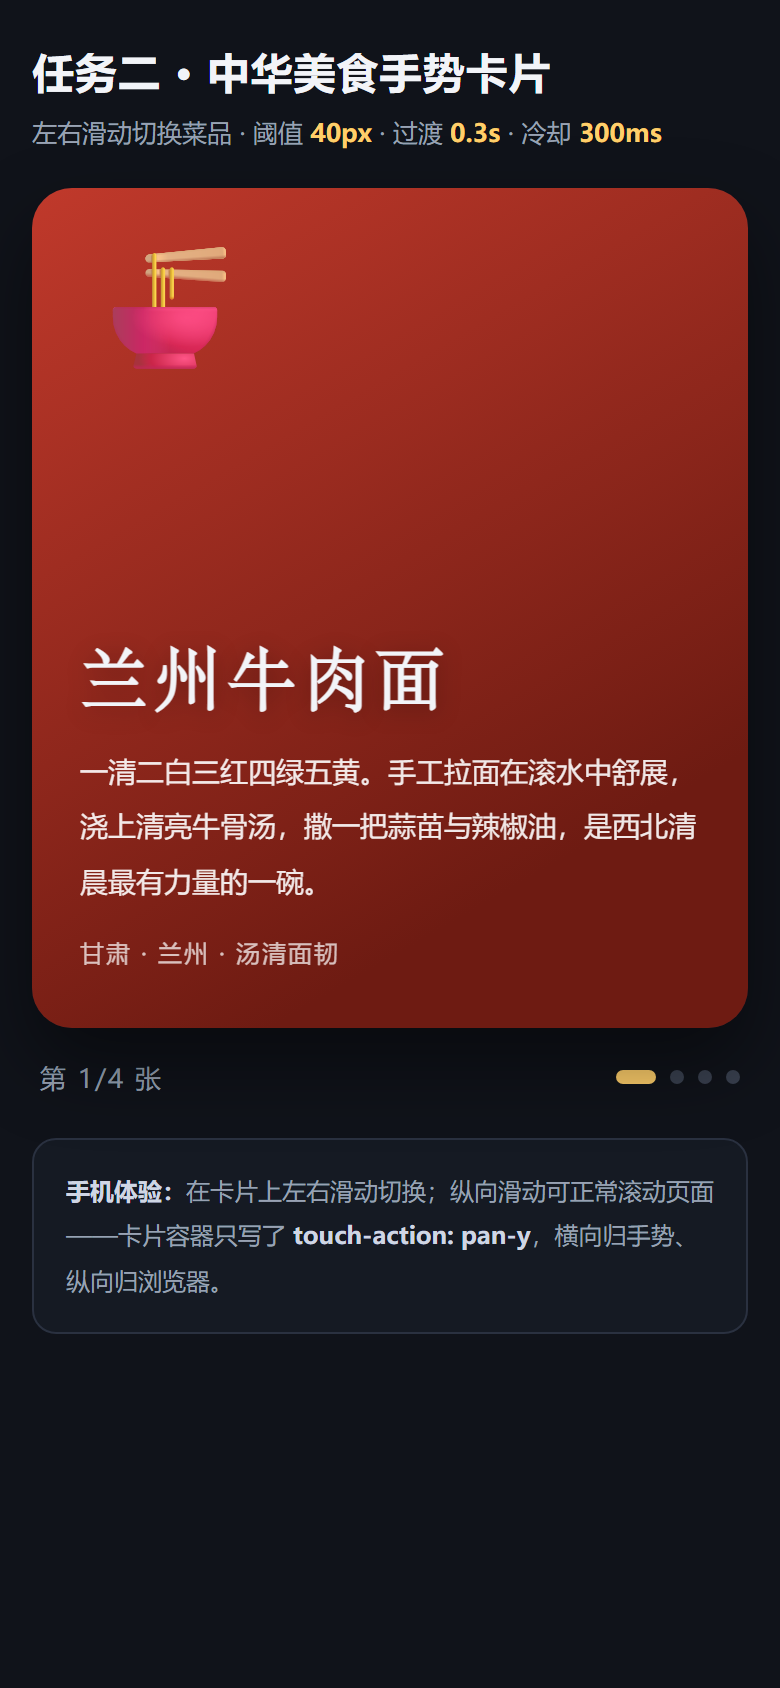 任务二 · 中华美食手势卡片
左右滑动切换菜品 · 阈值 40px · 过渡 0.3s · 冷却 300ms
兰州牛肉面
一清二白三红四绿五黄。手工拉面在滚水中舒展，
浇上清亮牛骨汤，撒一把蒜苗与辣椒油，是西北清
晨最有力量的一碗。
甘肃 · 兰州 · 汤清面韧
第 1/4 张
手机体验：在卡片上左右滑动切换；纵向滑动可正常滚动页面
——卡片容器只写了 touch-action: pan-y，横向归手势、
纵向归浏览器。